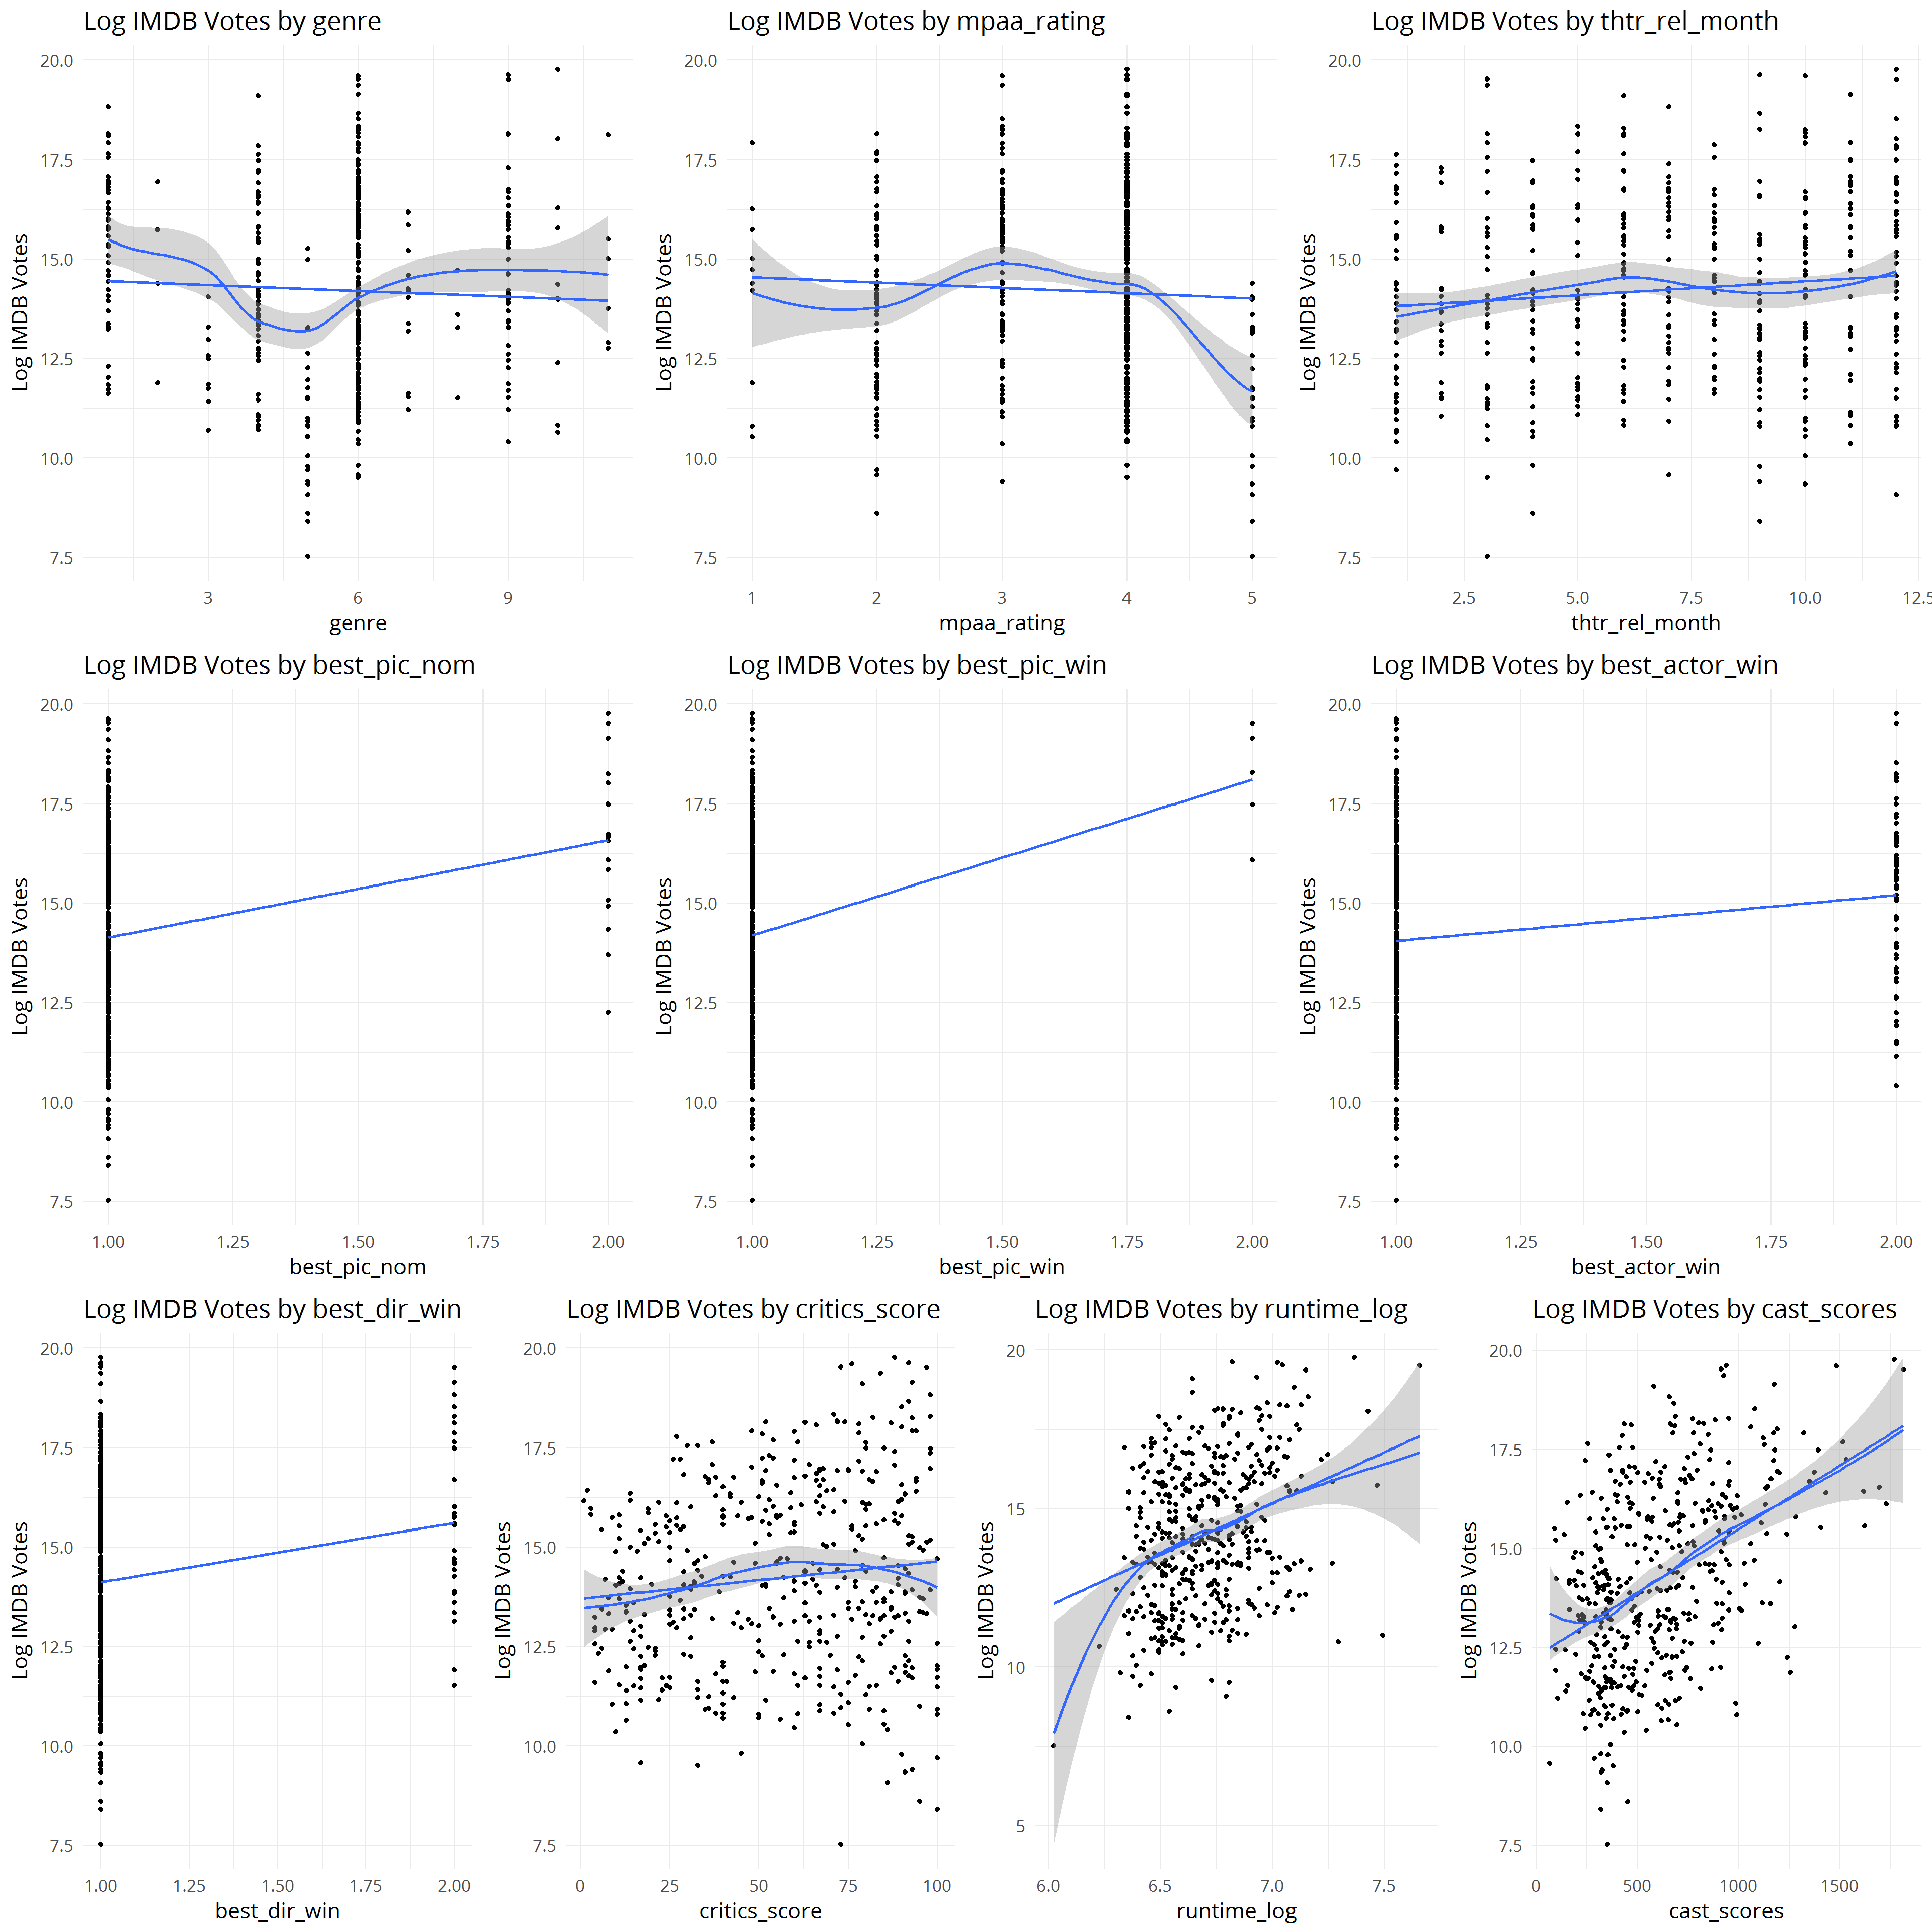 Log IMDB Votes by genre
Log IMDB Votes
20.0
17.5
15.0
12.5
10.0
7.5
3 6 9
genre
Log IMDB Votes by mpaa_rating
Log IMDB Votes
20.0
17.5
15.0
12.5
10.0
7.5
1 2 3 4 5
mpaa_rating
Log IMDB Votes by thtr_rel_month
Log IMDB Votes
20.0
17.5
15.0
12.5
10.0
7.5
2.5 5.0 7.5 10.0 12.5
thtr_rel_month
Log IMDB Votes by best_pic_nom
Log IMDB Votes
20.0
17.5
15.0
12.5
10.0
7.5
1.00 1.25 1.50 1.75 2.00
best_pic_nom
Log IMDB Votes by best_pic_win
Log IMDB Votes
20.0
17.5
15.0
12.5
10.0
7.5
1.00 1.25 1.50 1.75 2.00
best_pic_win
Log IMDB Votes by best_actor_win
Log IMDB Votes
20.0
17.5
15.0
12.5
10.0
7.5
1.00 1.25 1.50 1.75 2.00
best_actor_win
Log IMDB Votes by best_dir_win
Log IMDB Votes
20.0
17.5
15.0
12.5
10.0
7.5
1.00 1.25 1.50 1.75 2.00
best_dir_win
Log IMDB Votes by critics_score
Log IMDB Votes
20.0
17.5
15.0
12.5
10.0
7.5
0 25 50 75 100
critics_score
Log IMDB Votes by runtime_log
Log IMDB Votes
20
15
10
5
6.0 6.5 7.0 7.5
runtime_log
Log IMDB Votes by cast_scores
Log IMDB Votes
20.0
17.5
15.0
12.5
10.0
7.5
0 500 1000 1500
cast_scores